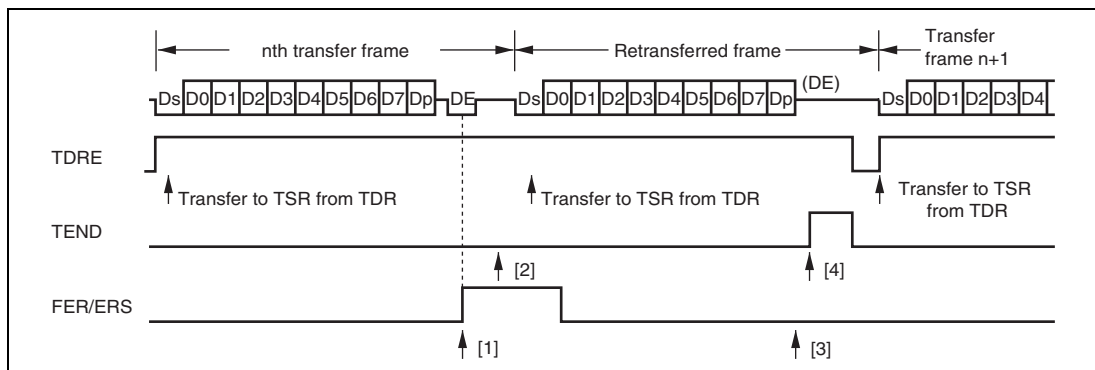 nth transfer frame
Retransferred frame
Transfer
frame n+1
Ds D0 D1 D2 D3 D4 D5 D6 D7 Dp DE
Ds D0 D1 D2 D3 D4 D5 D6 D7 Dp (DE)
Ds D0 D1 D2 D3 D4
TDRE
Transfer to TSR from TDR
Transfer to TSR from TDR
Transfer to TSR
from TDR
TEND
[2]
[4]
FER/ERS
[1]
[3]